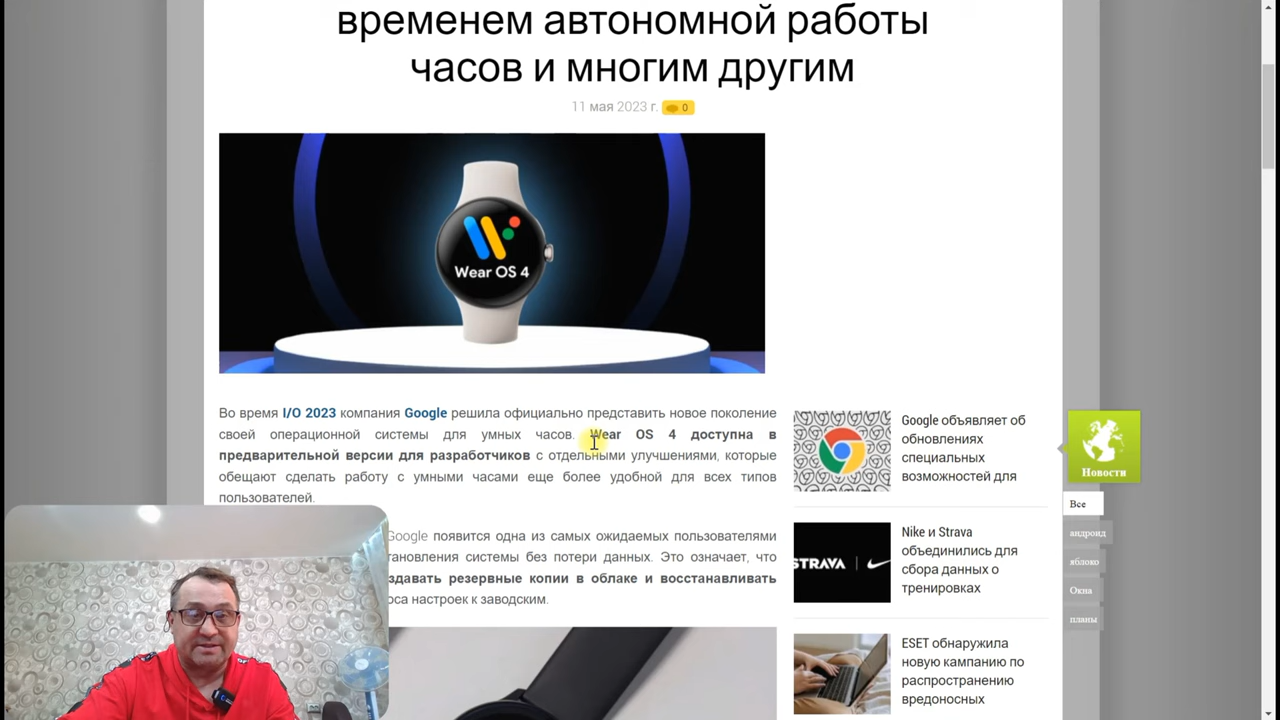 временем автономной работы
часов и многим другим
11 мая 2023 г. 0
Wear OS 4
Во время I/O 2023 компания Google решила официально представить новое поколение
своей операционной системы для умных часов. Wear OS 4 доступна в
предварительной версии для разработчиков с отдельными улучшениями, которые
обещают сделать работу с умными часами еще более удобной для всех типов
пользователей.
Google появится одна из самых ожидаемых пользователями
тановления системы без потери данных. Это означает, что
здавать резервные копии в облаке и восстанавливать
оса настроек к заводским.
Google объявляет об
обновлениях
специальных
возможностей для
STRAVA
Nike и Strava
объединились для
сбора данных о
тренировках
ESET обнаружила
новую кампанию по
распространению
вредоносных
Новости
Все
андроид
яблоко
Окна
планы